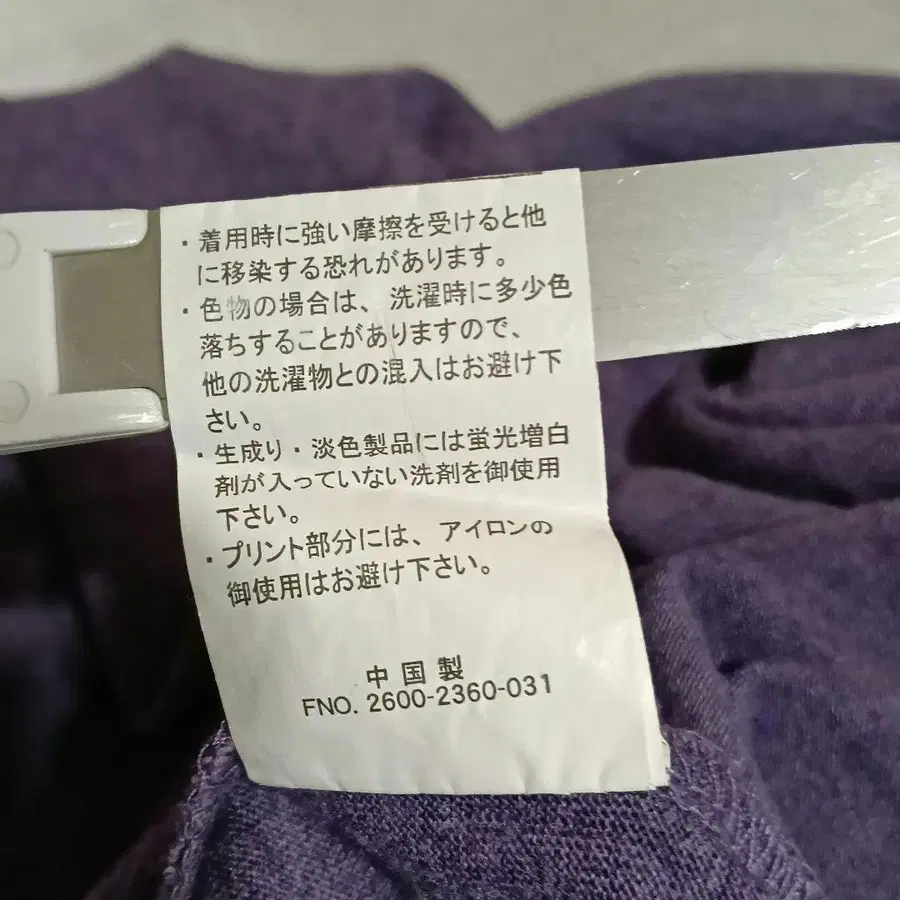 ・着用時に強い摩擦を受けると他
に移染する恐れがあります。
・色物の場合は、洗濯時に多少色
落ちすることがありますので、
他の洗濯物との混入はお避け下
さい。
・生成り・淡色製品には蛍光増白
剤が入っていない洗剤を御使用
下さい。
・プリント部分には、アイロンの
御使用はお避け下さい。
中国製
FNO. 2600-2360-031